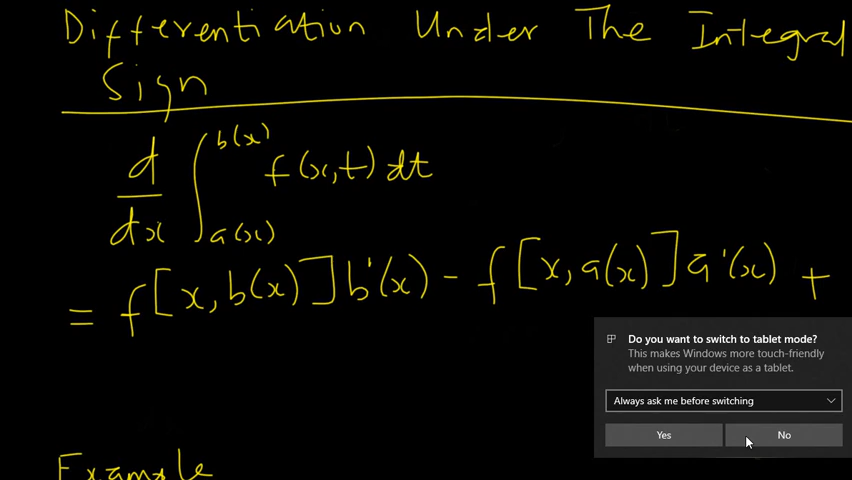 Differentiation Under The Integral
Sign
d/dx ∫_{a(x)}^{b(x)} f(x,t) dt
= f[x, b(x)] b'(x) - f[x, a(x)] a'(x) +
Do you want to switch to tablet mode?
This makes Windows more touch-friendly
when using your device as a tablet.
Always ask me before switching
Yes No
Example